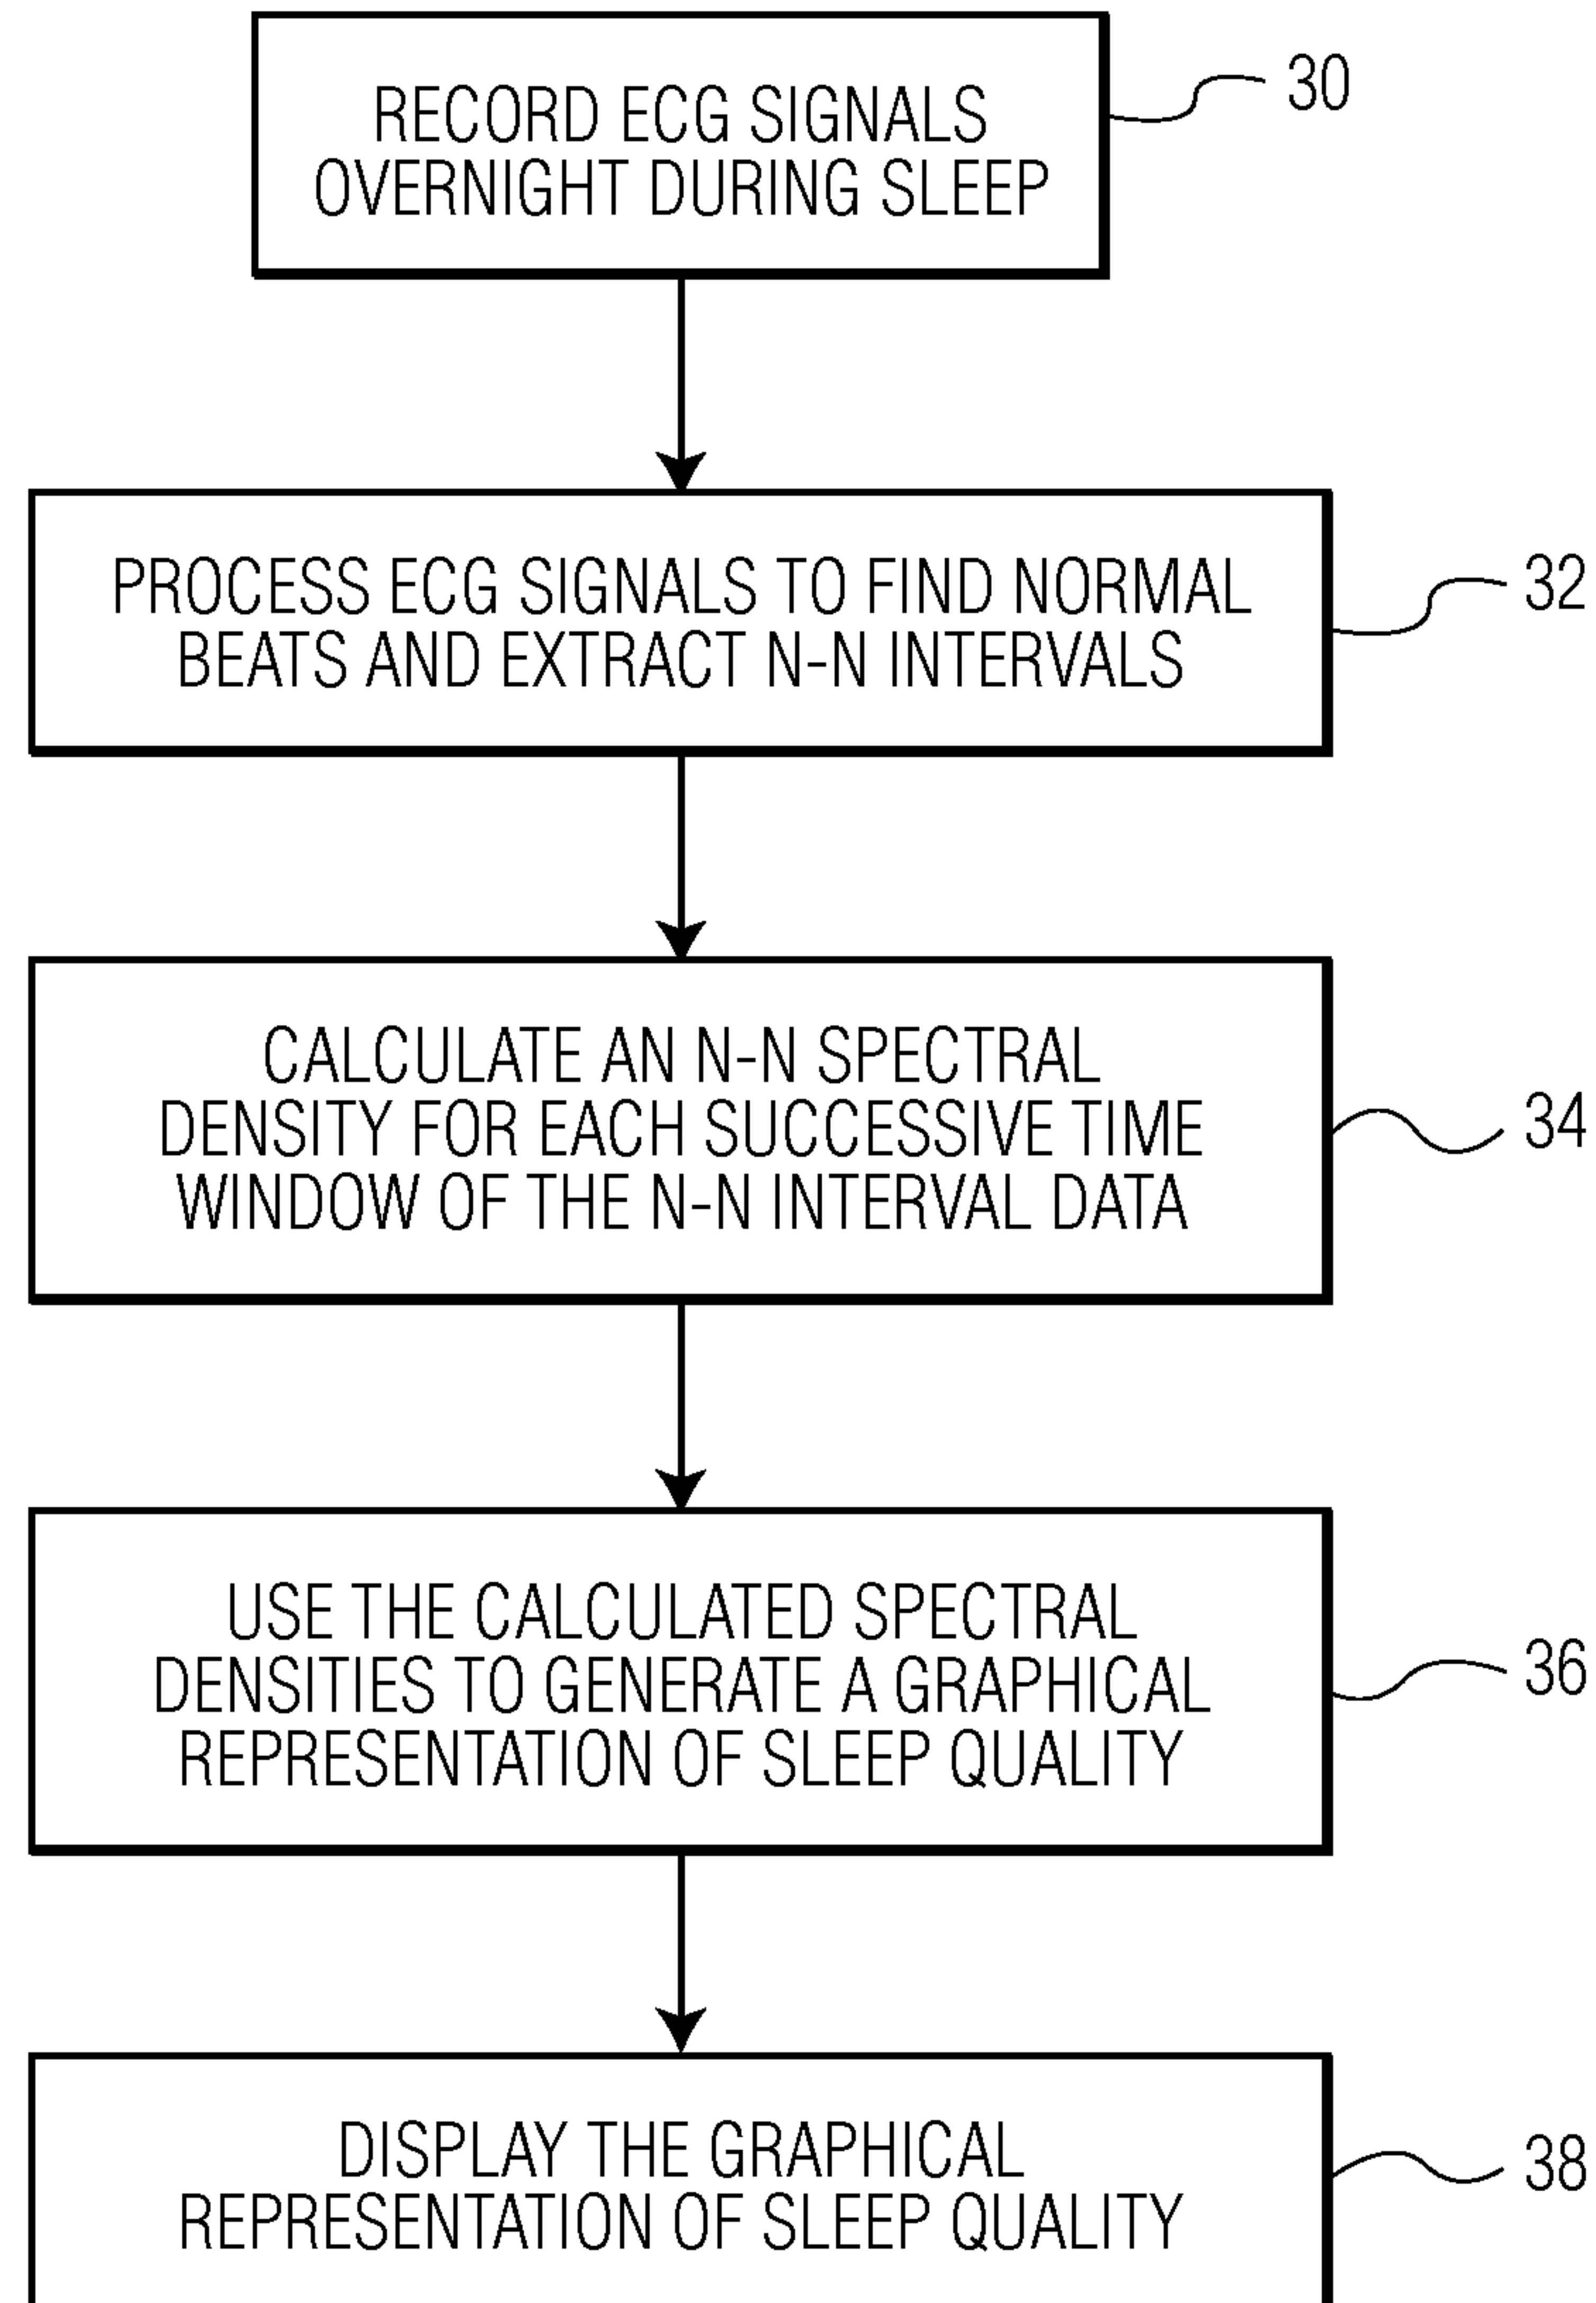 RECORD ECG SIGNALS
OVERNIGHT DURING SLEEP
30
PROCESS ECG SIGNALS TO FIND NORMAL
BEATS AND EXTRACT N-N INTERVALS
32
CALCULATE AN N-N SPECTRAL
DENSITY FOR EACH SUCCESSIVE TIME
WINDOW OF THE N-N INTERVAL DATA
34
USE THE CALCULATED SPECTRAL
DENSITIES TO GENERATE A GRAPHICAL
REPRESENTATION OF SLEEP QUALITY
36
DISPLAY THE GRAPHICAL
REPRESENTATION OF SLEEP QUALITY
38